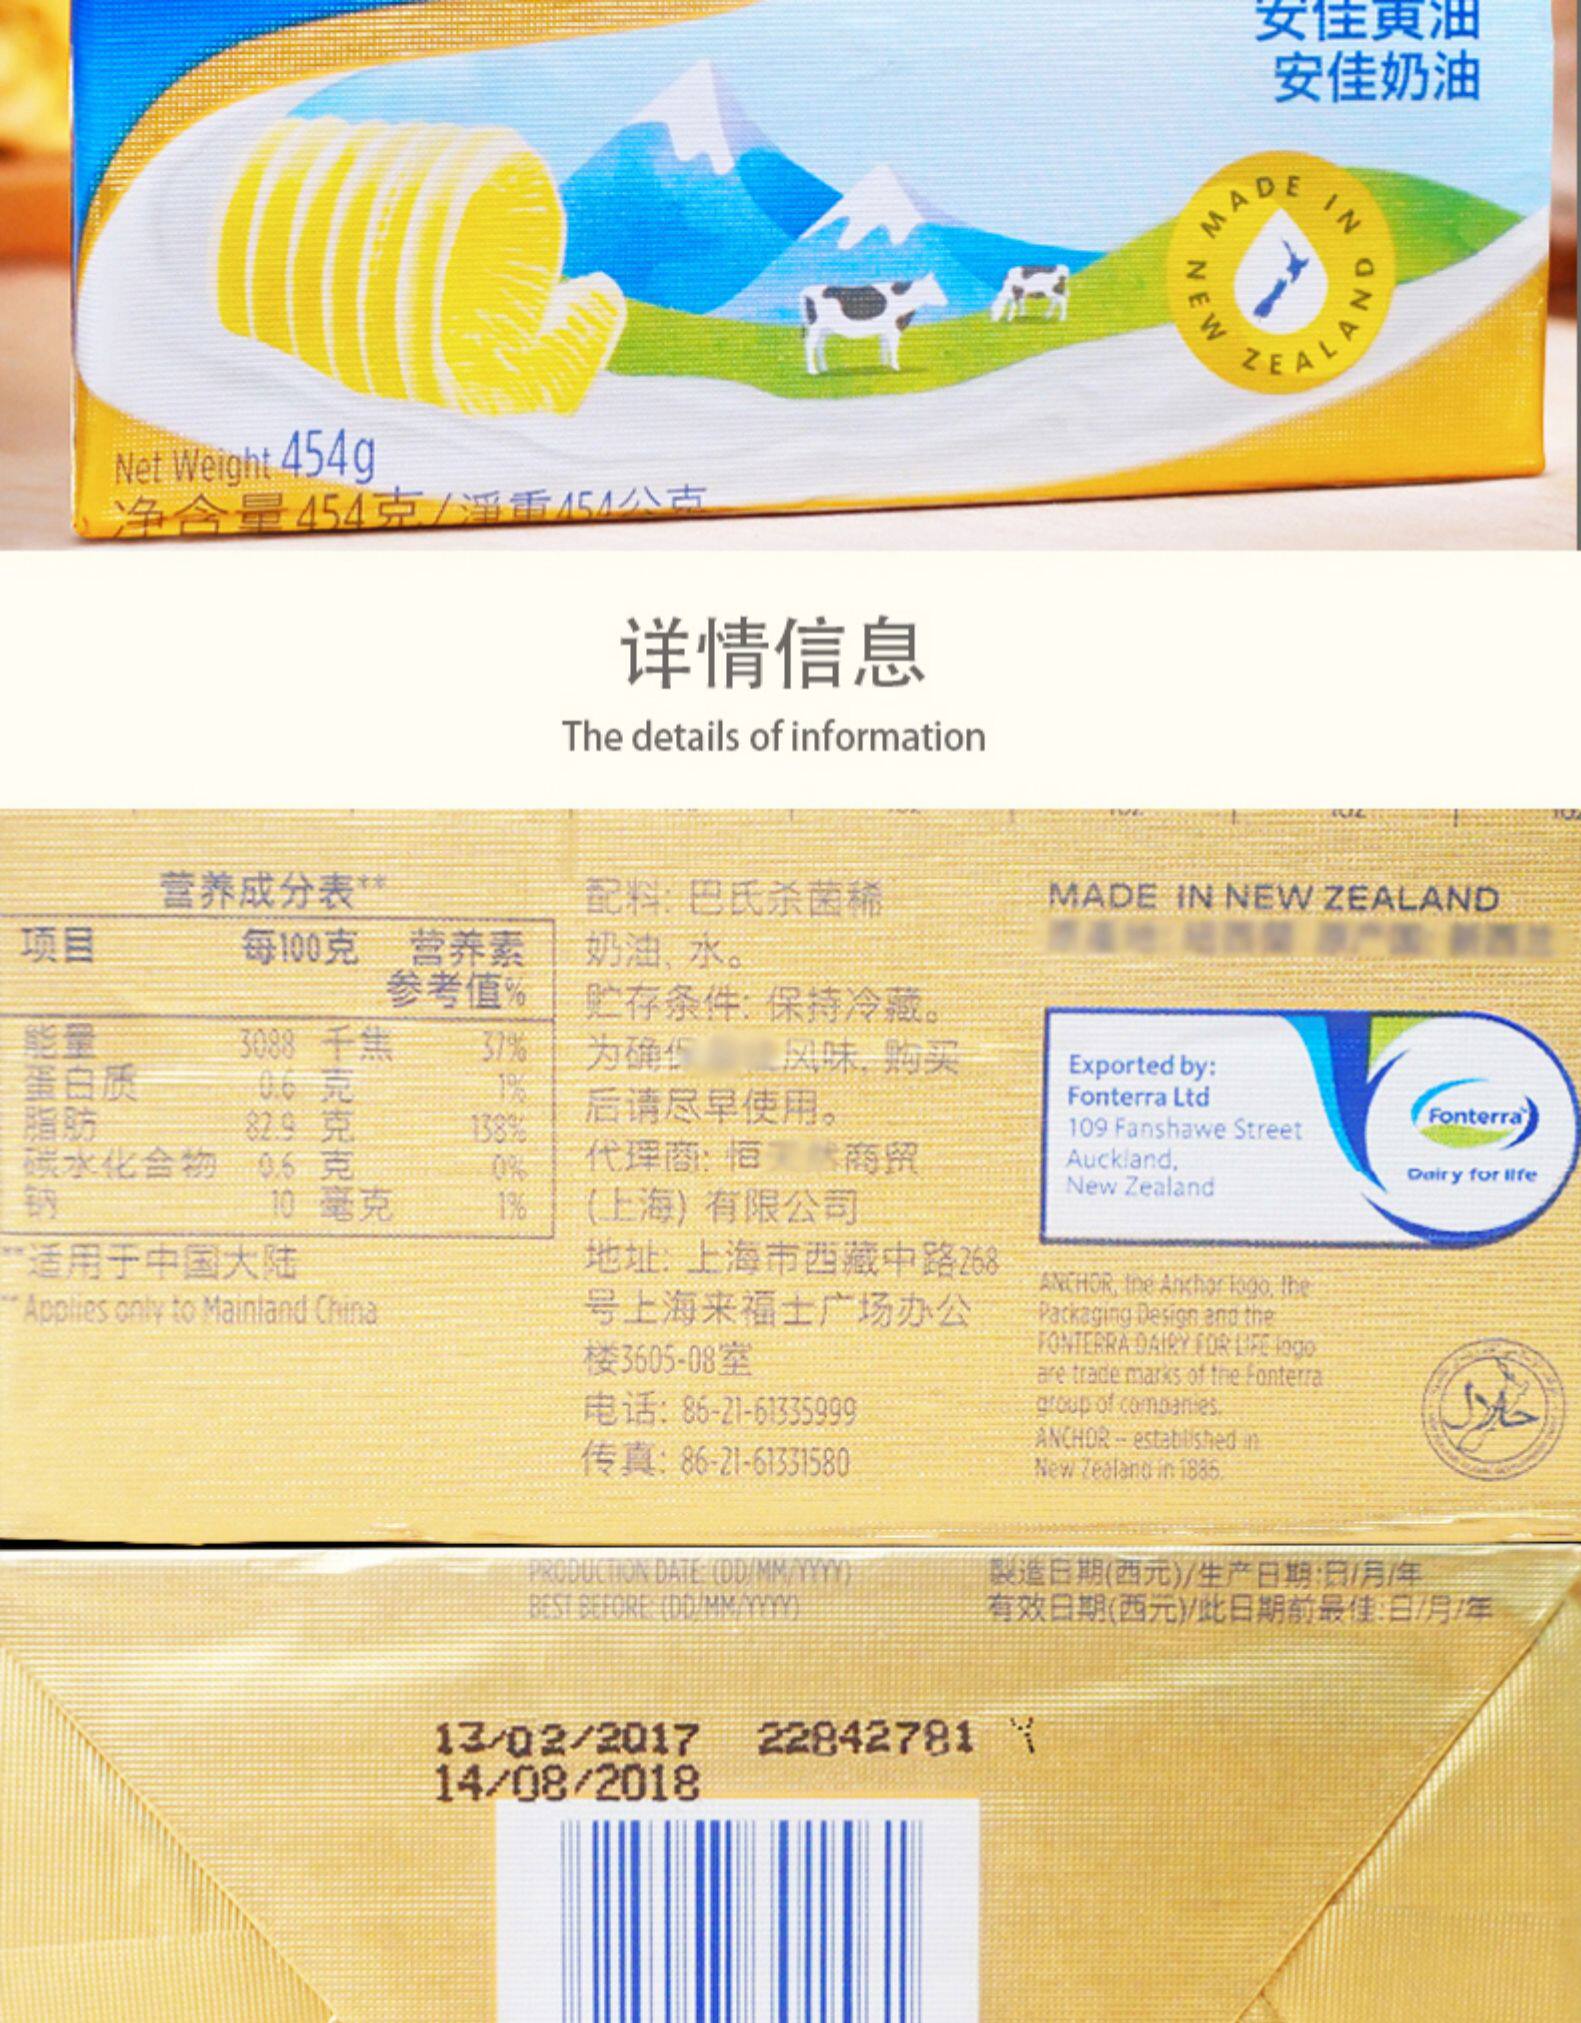 安佳黄油
安佳奶油
MADE IN NEW ZEALAND
Net Weight 454g
净含量454克/淨重454公克
详情信息
The details of information
营养成分表**
项目 每100克 营养素参考值%
能量 3088 千焦 37%
蛋白质 0.6 克 1%
脂肪 82.9 克 138%
碳水化合物 0.6 克 0%
钠 10 毫克 1%
**适用于中国大陆
**Applies only to Mainland China
配料: 巴氏杀菌稀
奶油, 水。
贮存条件: 保持冷藏。
为确保 风味, 购买
后请尽早使用。
代理商: 恒 商贸
(上海) 有限公司
地址: 上海市西藏中路268
号上海来福士广场办公
楼3605-08室
电话: 86-21-61335999
传真: 86-21-61331580
MADE IN NEW ZEALAND
Exported by:
Fonterra Ltd
109 Fanshawe Street
Auckland,
New Zealand
Fonterra
Dairy for life
ANCHOR, the Anchor logo, the
Packaging Design and the
FONTERRA DAIRY FOR LIFE logo
are trade marks of the Fonterra
group of companies.
ANCHOR – established in
New Zealand in 1886.
PRODUCTION DATE: (DD/MM/YYYY)
BEST BEFORE: (DD/MM/YYYY)
製造日期(西元)/生产日期:日/月/年
有效日期(西元)/此日期前最佳:日/月/年
13/02/2017 22842781 Y
14/08/2018